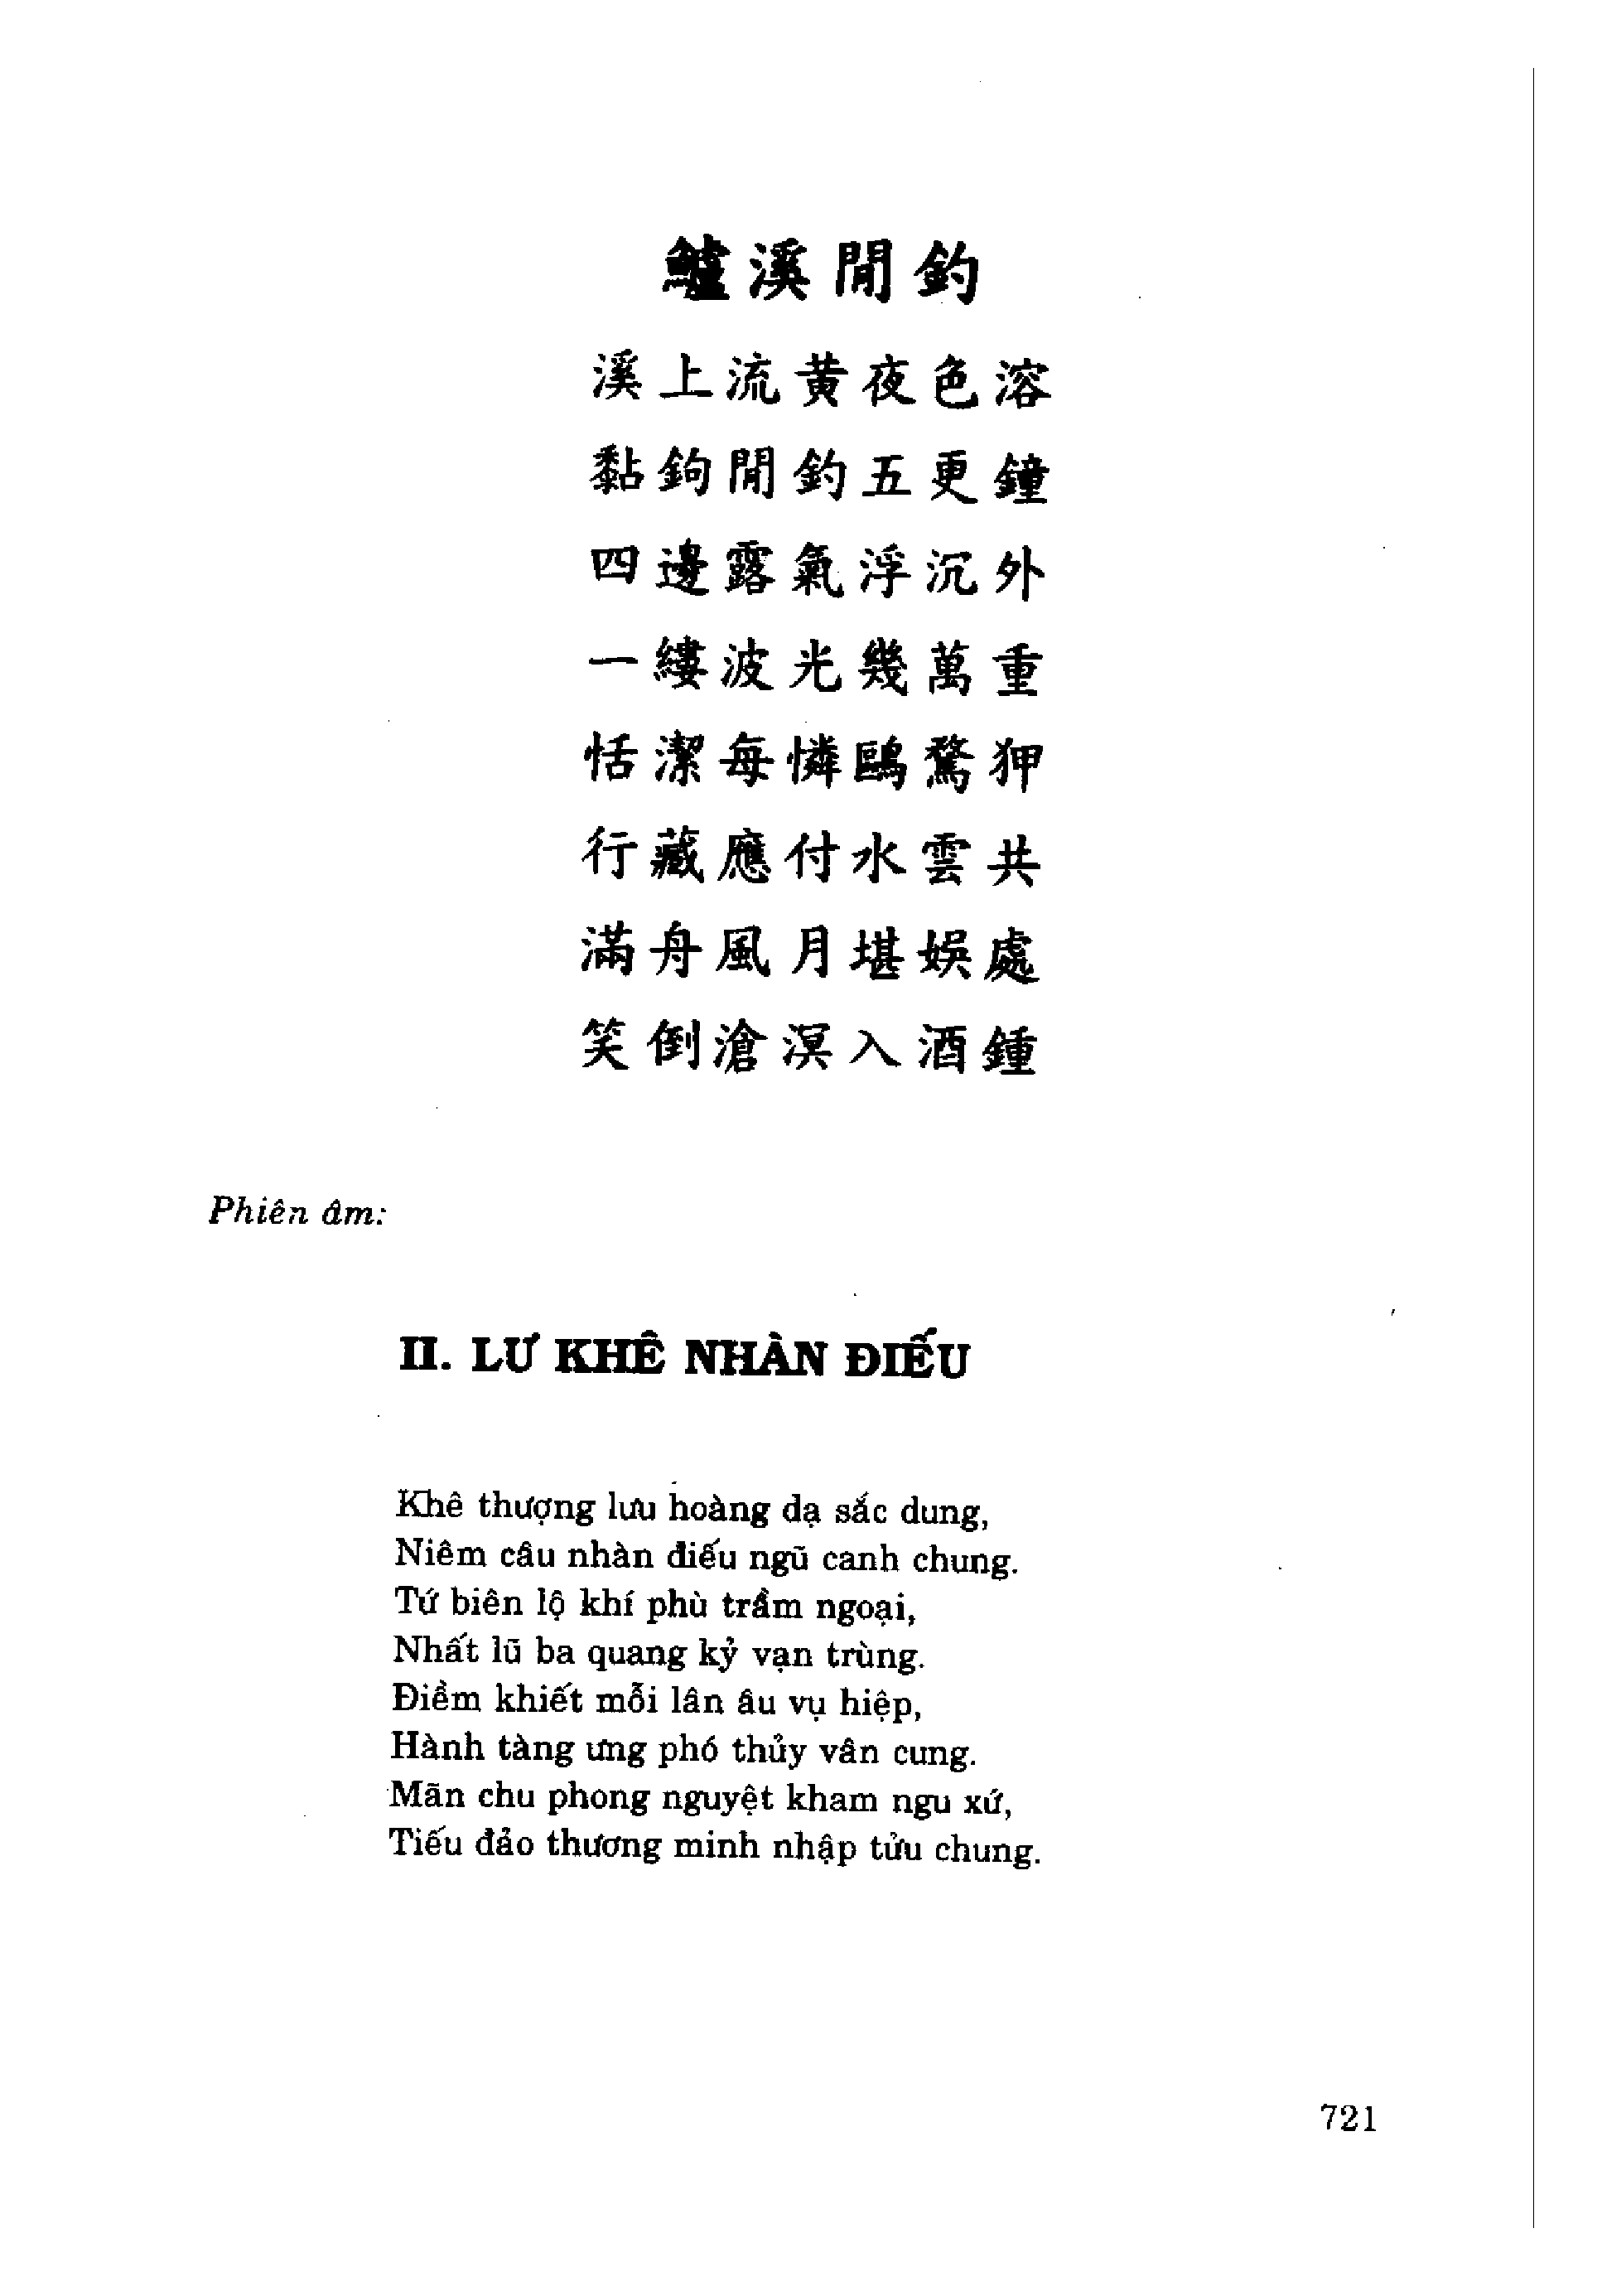 鱸溪閒釣
溪上流黃夜色溶
黏鉤閒釣五更鐘
四邊露氣浮沉外
一縷波光幾萬重
恬潔每憐鷗鶩狎
行藏應付水雲共
滿舟風月堪娛處
笑倒滄溟入酒鍾
Phiên âm:
II. LƯ KHÊ NHÀN ĐIẾU
Khê thượng lưu hoàng dạ sắc dung,
Niêm câu nhàn điếu ngũ canh chung.
Tứ biên lộ khí phù trầm ngoại,
Nhất lũ ba quang kỷ vạn trùng.
Điềm khiết mỗi lân âu vụ hiệp,
Hành tàng ưng phó thủy vân cung.
Mãn chu phong nguyệt kham ngu xứ,
Tiếu đảo thương minh nhập tửu chung.
721